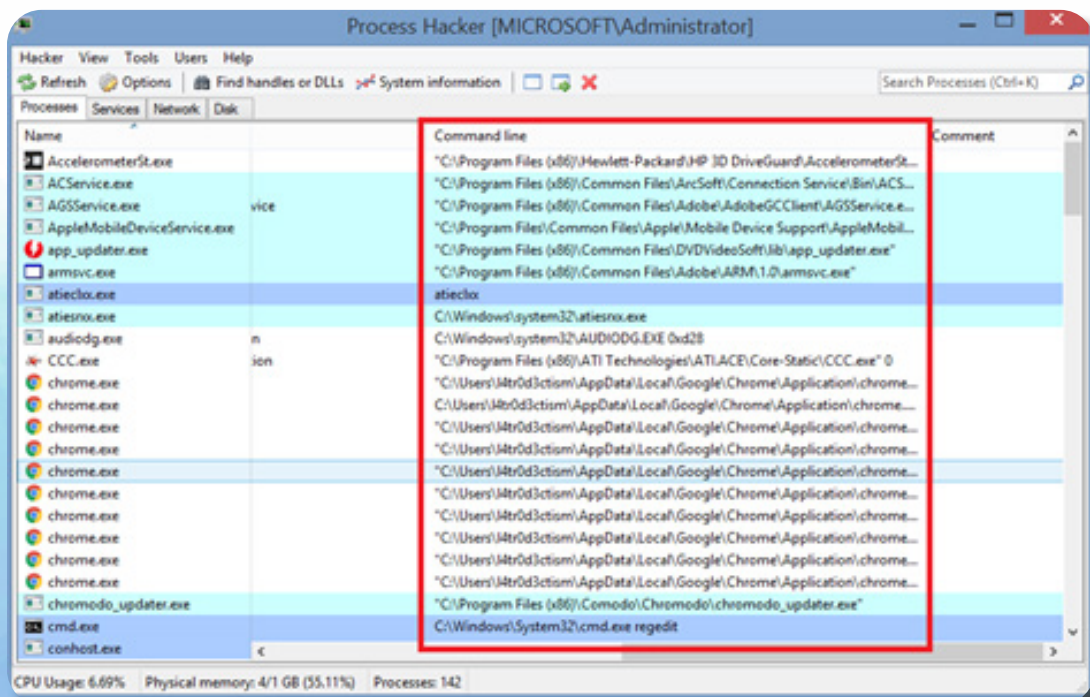 Process Hacker [MICROSOFT\Administrator]
Hacker View Tools Users Help
Refresh Options Find handles or DLLs System information Search Processes (Ctrl+K)
Processes Services Network Disk
Name Command line Comment
AccelerometerSt.exe "C:\Program Files (x86)\Hewlett-Packard\HP 3D DriveGuard\AccelerometerSt...
ACService.exe "C:\Program Files (x86)\Common Files\ArcSoft\Connection Service\Bin\ACS...
AGSService.exe vice "C:\Program Files (x86)\Common Files\Adobe\AdobeGCClient\AGSService.e...
AppleMobileDeviceService.exe "C:\Program Files\Common Files\Apple\Mobile Device Support\AppleMobil...
app_updater.exe "C:\Program Files (x86)\Common Files\DVDVideoSoft\lib\app_updater.exe"
armsvc.exe "C:\Program Files (x86)\Common Files\Adobe\ARM\1.0\armsvc.exe"
atieclxx.exe atieclxx
atiesrxx.exe C:\Windows\system32\atiesrxx.exe
audiodg.exe n C:\Windows\system32\AUDIODG.EXE 0xd28
CCC.exe ion "C:\Program Files (x86)\ATI Technologies\ATI.ACE\Core-Static\CCC.exe" 0
chrome.exe "C:\Users\l4tr0d3ctism\AppData\Local\Google\Chrome\Application\chrome...
chrome.exe C:\Users\l4tr0d3ctism\AppData\Local\Google\Chrome\Application\chrome....
chrome.exe "C:\Users\l4tr0d3ctism\AppData\Local\Google\Chrome\Application\chrome...
chrome.exe "C:\Users\l4tr0d3ctism\AppData\Local\Google\Chrome\Application\chrome...
chrome.exe "C:\Users\l4tr0d3ctism\AppData\Local\Google\Chrome\Application\chrome...
chrome.exe "C:\Users\l4tr0d3ctism\AppData\Local\Google\Chrome\Application\chrome...
chrome.exe "C:\Users\l4tr0d3ctism\AppData\Local\Google\Chrome\Application\chrome...
chrome.exe "C:\Users\l4tr0d3ctism\AppData\Local\Google\Chrome\Application\chrome...
chrome.exe "C:\Users\l4tr0d3ctism\AppData\Local\Google\Chrome\Application\chrome...
chrome.exe "C:\Users\l4tr0d3ctism\AppData\Local\Google\Chrome\Application\chrome...
chromodo_updater.exe "C:\Program Files (x86)\Comodo\Chromodo\chromodo_updater.exe"
cmd.exe C:\Windows\System32\cmd.exe regedit
conhost.exe
CPU Usage: 6.69% Physical memory: 4/1 GB (55.11%) Processes: 142